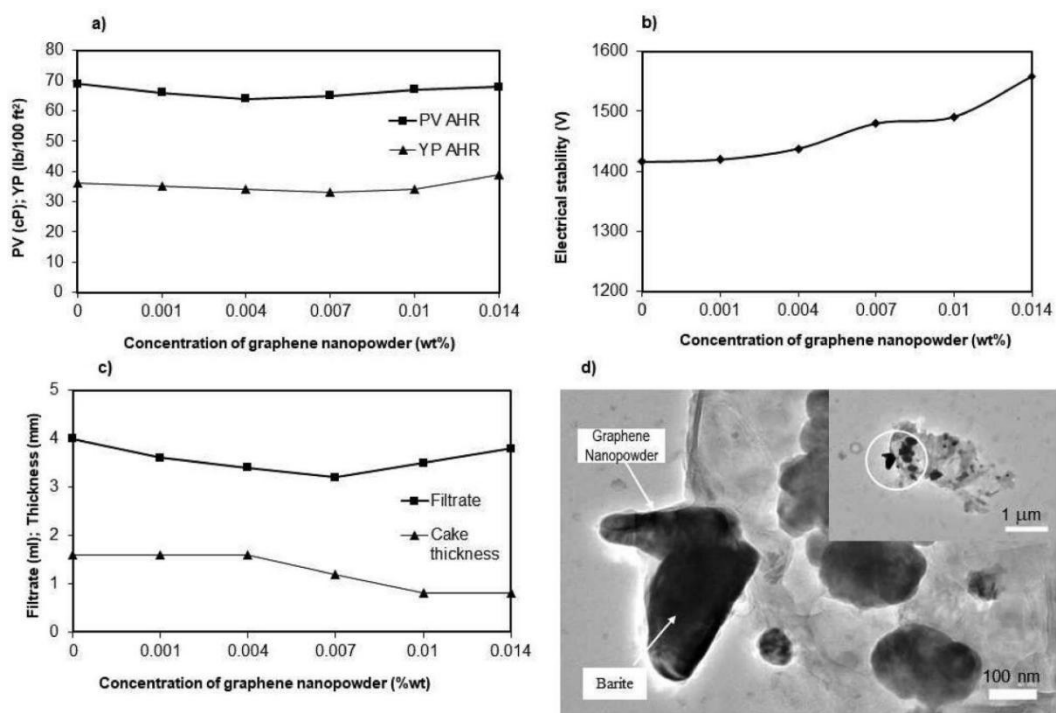 a)
80
70
60
50
40
30
20
10
0
PV (cP); YP (lb/100 ft²)
PV AHR
YP AHR
0 0.001 0.004 0.007 0.01 0.014
Concentration of graphene nanopowder (wt%)
b)
1600
1500
1400
1300
1200
Electrical stability (V)
0 0.001 0.004 0.007 0.01 0.014
Concentration of graphene nanopowder (wt%)
c)
5
4
3
2
1
0
Filtrate (ml); Thickness (mm)
Filtrate
Cake
thickness
0 0.001 0.004 0.007 0.01 0.014
Concentration of graphene nanopowder (%wt)
d)
Graphene
Nanopowder
1 µm
Barite
100 nm